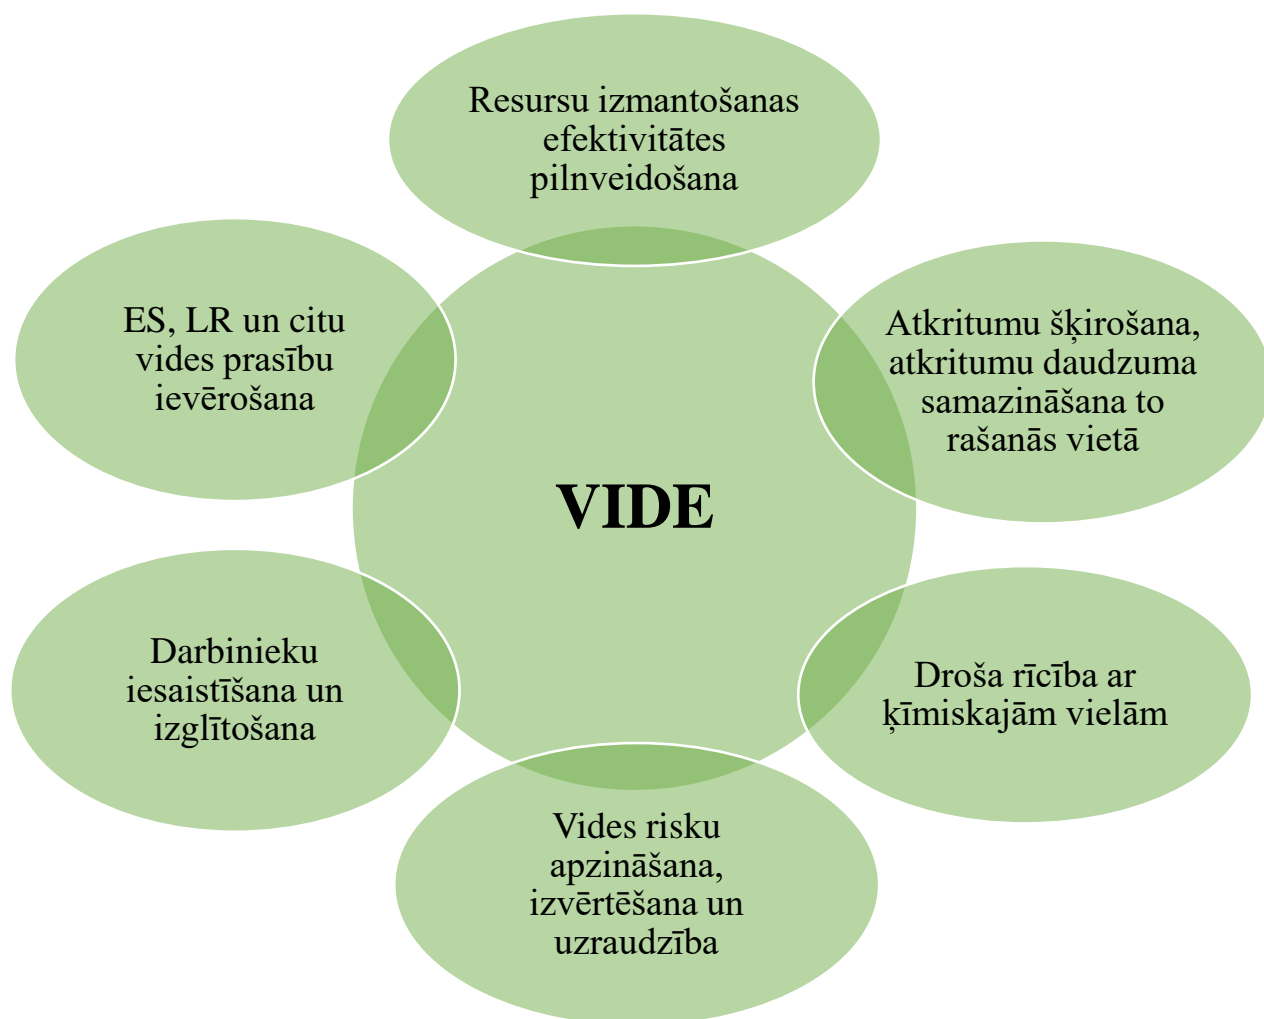 Resursu izmantošanas
efektivitātes
pilnveidošana
ES, LR un citu
vides prasību
ievērošana
Atkritumu šķirošana,
atkritumu daudzuma
samazināšana to
rašanās vietā
VIDE
Darbinieku
iesaistīšana un
izglītošana
Droša rīcība ar
ķīmiskajām vielām
Vides risku
apzināšana,
izvērtēšana un
uzraudzība